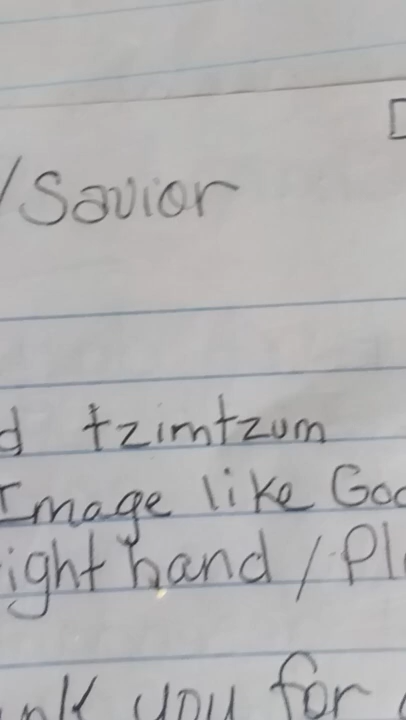 /Savior
d tzimtzum
Image like God
ight hand / Pl
nk you for